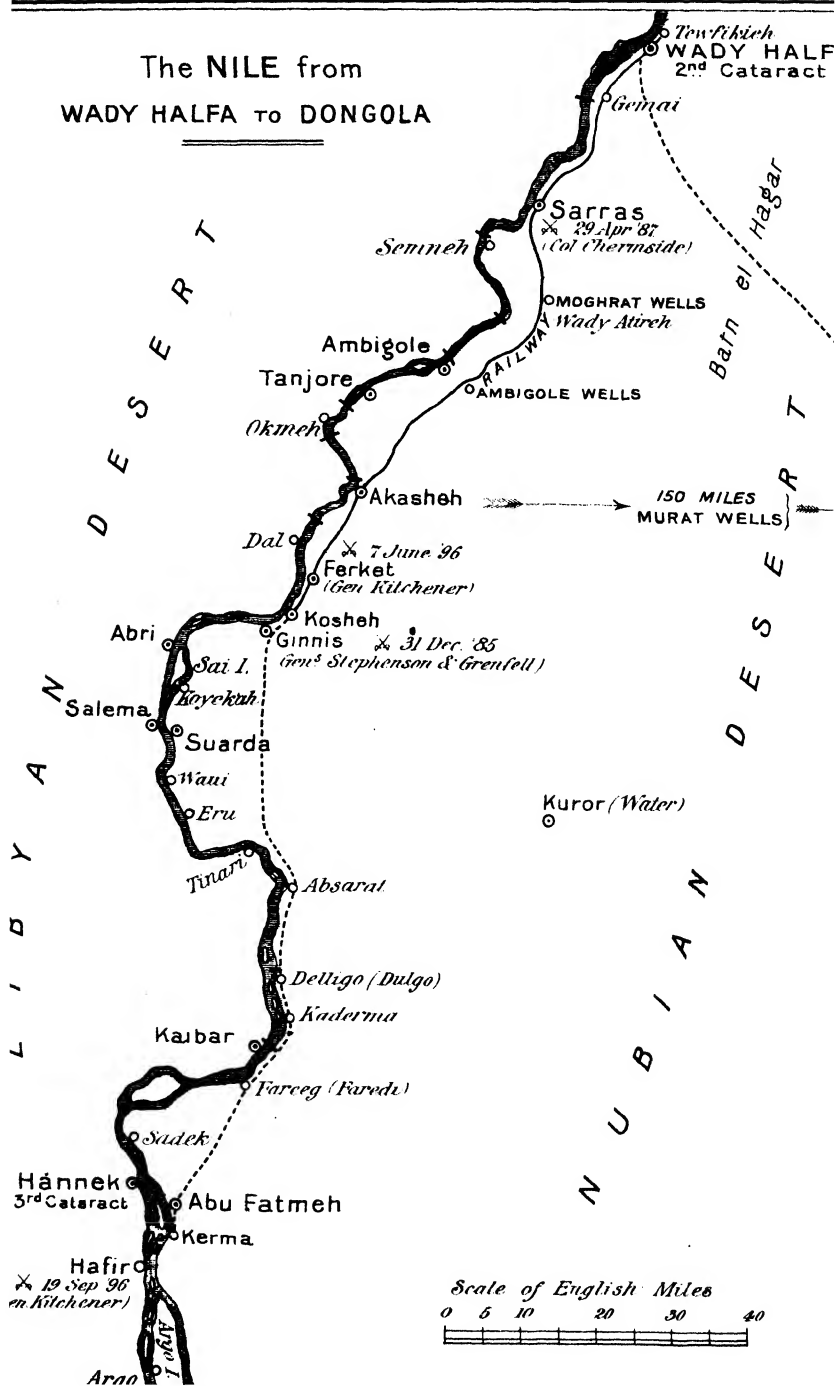 The NILE from
WADY HALFA TO DONGOLA
Tewfikieh
WADY HALF
2nd Cataract
Gemai
Sarras
29 Apr '87
(Col Chermside)
Semneh
Batn el Hagar
MOGHRAT WELLS
Wady Atireh
RAILWAY
Ambigole
Tanjore
AMBIGOLE WELLS
Okmeh
Akasheh
150 MILES
MURAT WELLS
Dal
7 June '96
Ferket
(Gen Kitchener)
Kosheh
Ginnis
31 Dec. '85
Gens Stephenson & Grenfell)
Abri
Sai I.
Koyekah
Salema
Suarda
Waui
Eru
Kuror (Water)
Tinari
Absarat
Delligo (Dulgo)
Kaderma
Kaibar
Farceg (Faredi)
Sadek
Hánnek
3rd Cataract
Abu Fatmeh
Kerma
Hafir
19 Sep '96
en. Kitchener)
Argo I.
Argo
LIBYAN DESERT
NUBIAN DESERT
Scale of English Miles
0 5 10 20 30 40